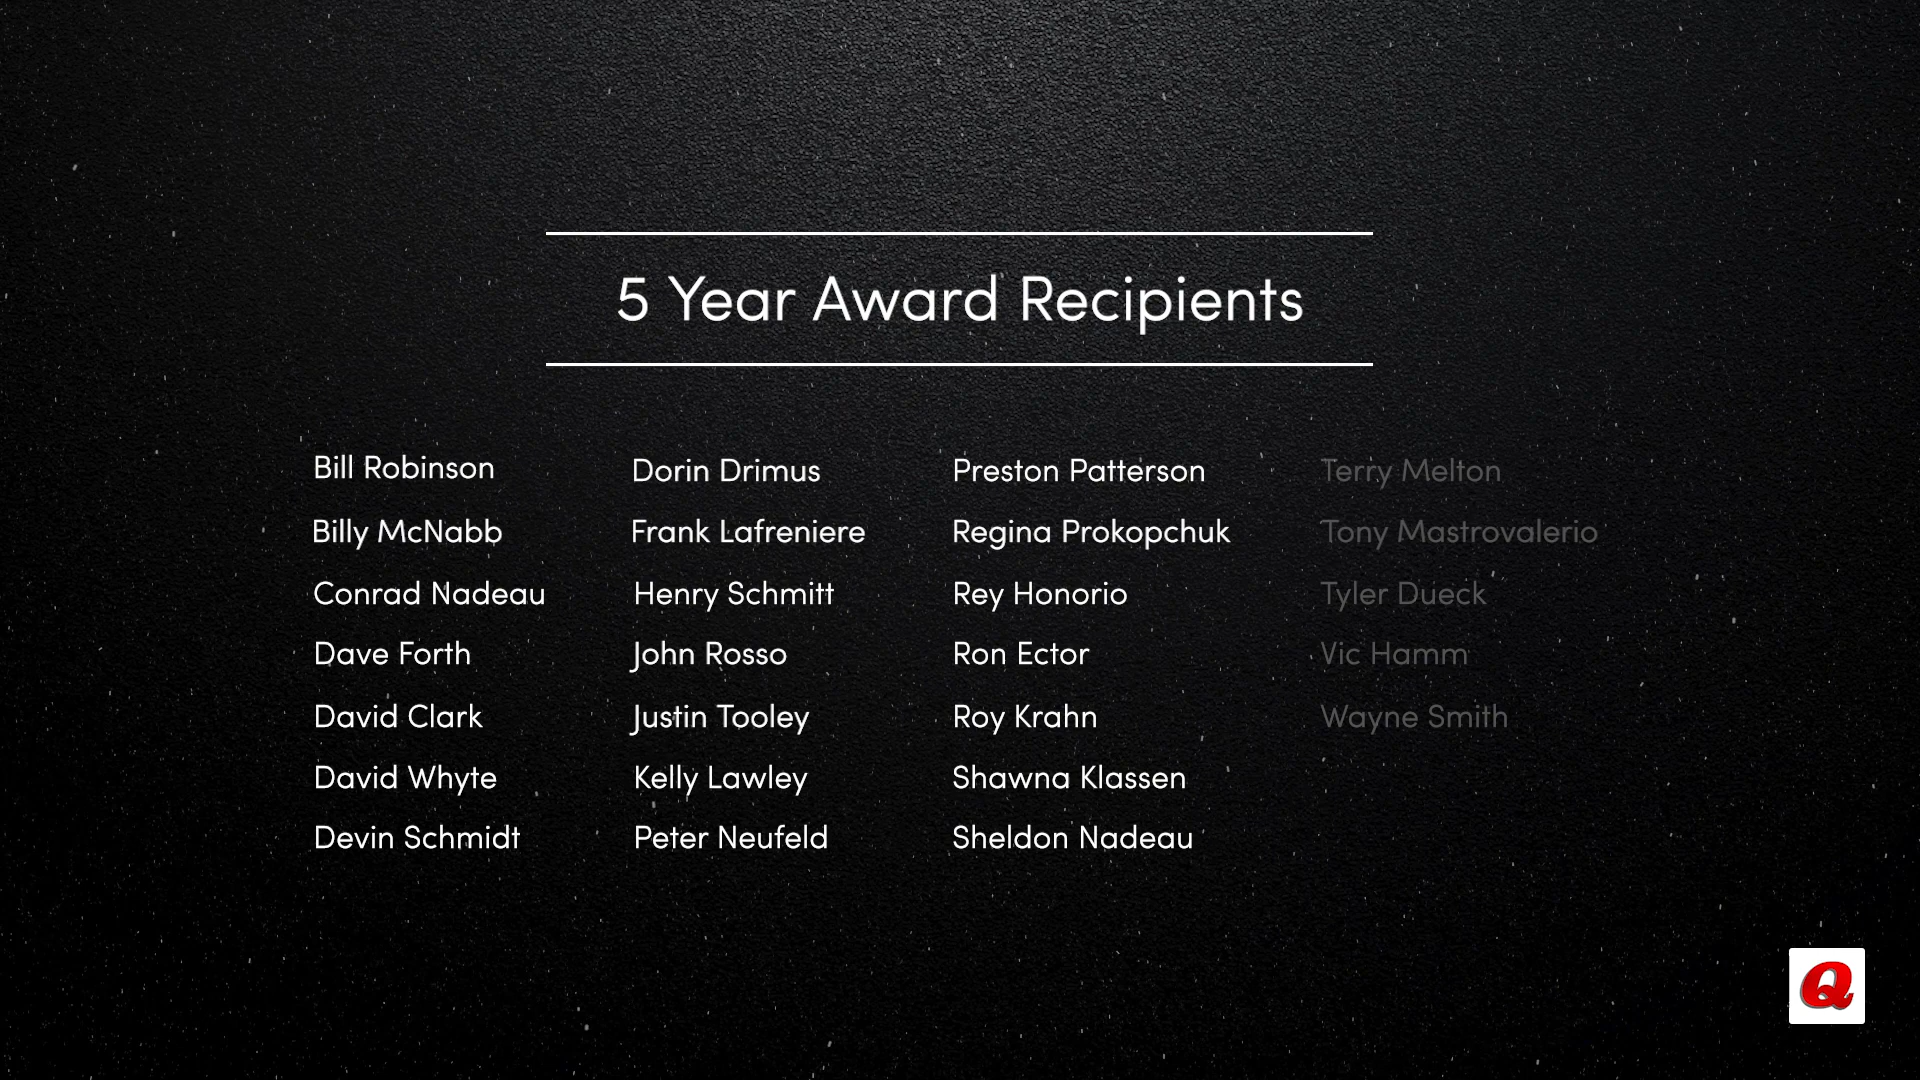 5 Year Award Recipients
Bill Robinson
Billy McNabb
Conrad Nadeau
Dave Forth
David Clark
David Whyte
Devin Schmidt
Dorin Drimus
Frank Lafreniere
Henry Schmitt
John Rosso
Justin Tooley
Kelly Lawley
Peter Neufeld
Preston Patterson
Regina Prokopchuk
Rey Honorio
Ron Ector
Roy Krahn
Shawna Klassen
Sheldon Nadeau
Terry Melton
Tony Mastrovalerio
Tyler Dueck
Vic Hamm
Wayne Smith
Q